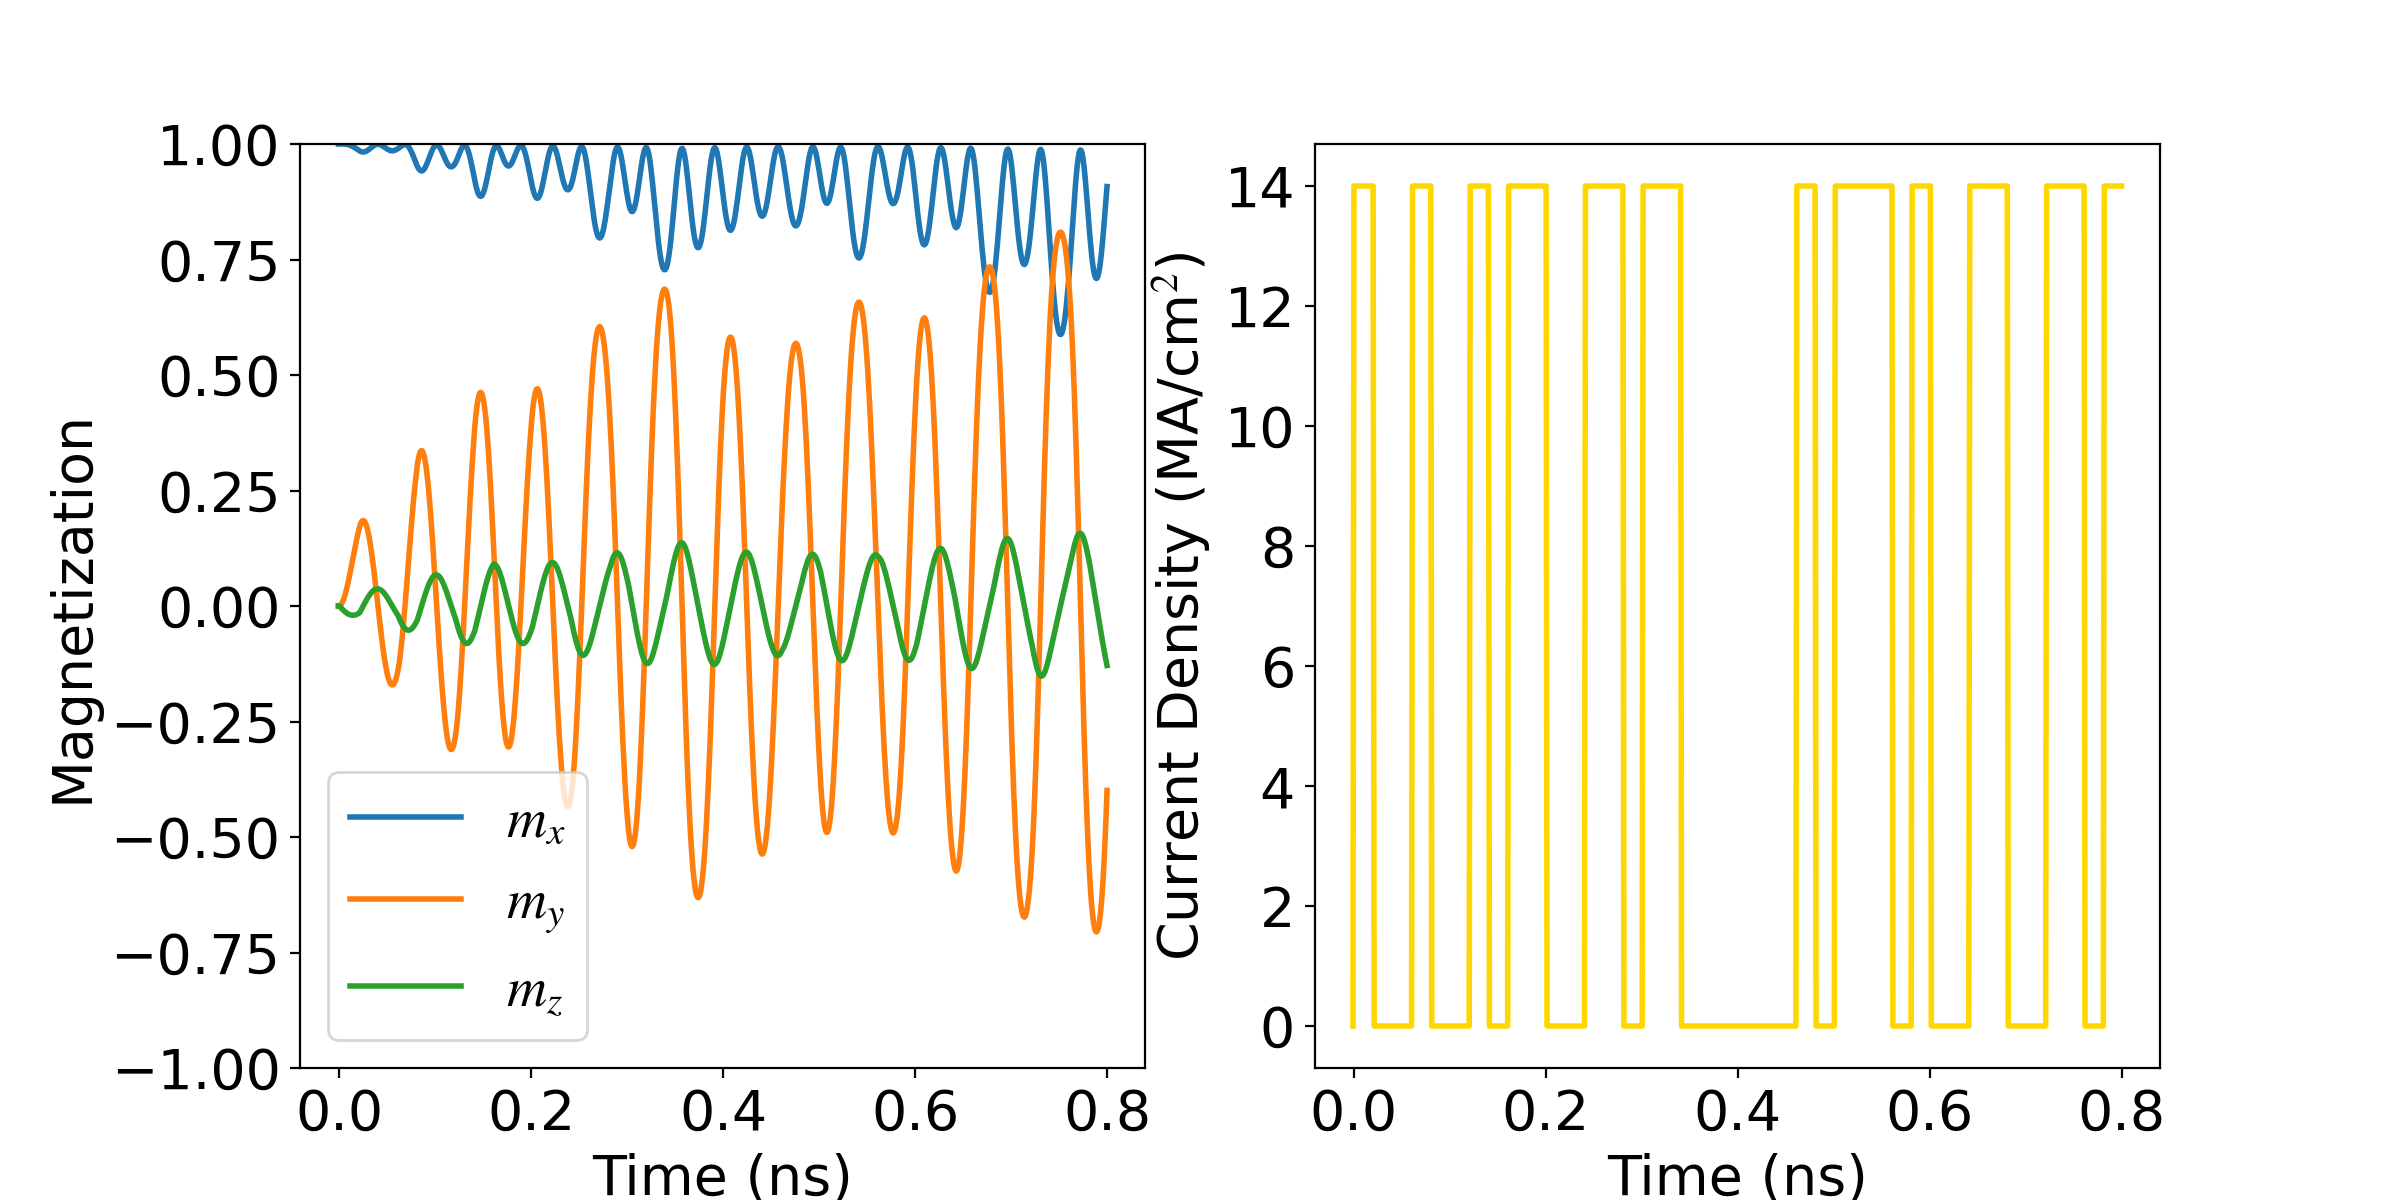 1.00
0.75
0.50
0.25
0.00
−0.25
−0.50
−0.75
−1.00
Magnetization
0.0 0.2 0.4 0.6 0.8
Time (ns)
m_x
m_y
m_z
14
12
10
8
6
4
2
0
Current Density (MA/cm²)
0.0 0.2 0.4 0.6 0.8
Time (ns)